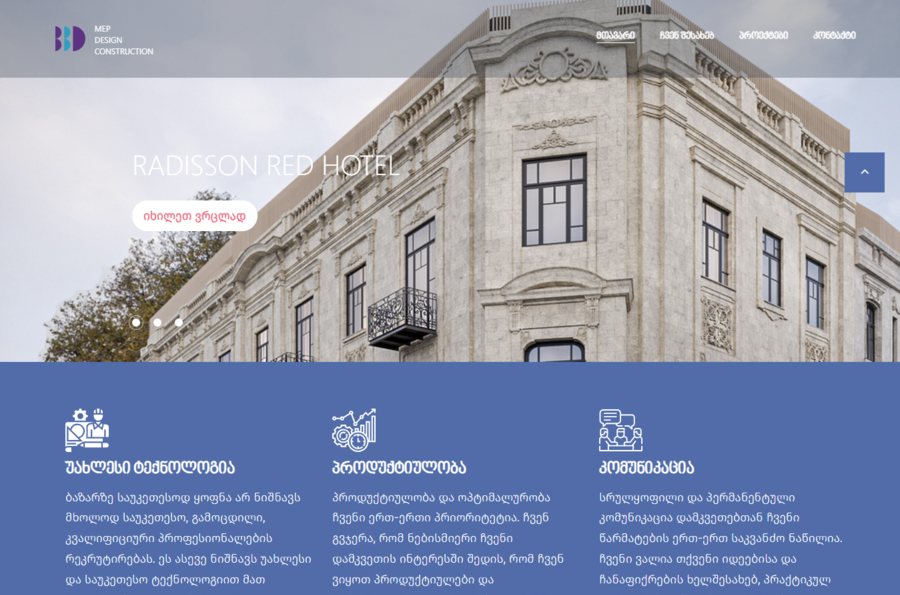 MEP
DESIGN
CONSTRUCTION
მთავარი
ჩვენ შესახებ
პროექტები
კონტაქტი
RADISSON RED HOTEL
იხილეთ ვრცლად
უახლესი ტექნოლოგია
ბაზარზე საუკეთესოდ ყოფნა არ ნიშნავს
მხოლოდ საუკეთესო, გამოცდილი,
კვალიფიციური პროფესიონალების
რეკრუტირებას. ეს ასევე ნიშნავს უახლესი
და საუკეთესო ტექნოლოგიით მათ
პროდუქტიულობა
პროდუქტიულობა და ოპტიმალურობა
ჩვენი ერთ-ერთი პრიორიტეტია. ჩვენ
გვჯერა, რომ ნებისმიერი ჩვენი
დამკვეთის ინტერესში შედის, რომ ჩვენ
ვიყოთ პროდუქტიულები და
კომუნიკაცია
სრულყოფილი და პერმანენტული
კომუნიკაცია დამკვეთებთან ჩვენი
წარმატების ერთ-ერთ საკვანძო ნაწილია.
ჩვენი ვალია თქვენი იდეებისა და
ჩანაფიქრების ხელშესახებ, პრაქტიკულ